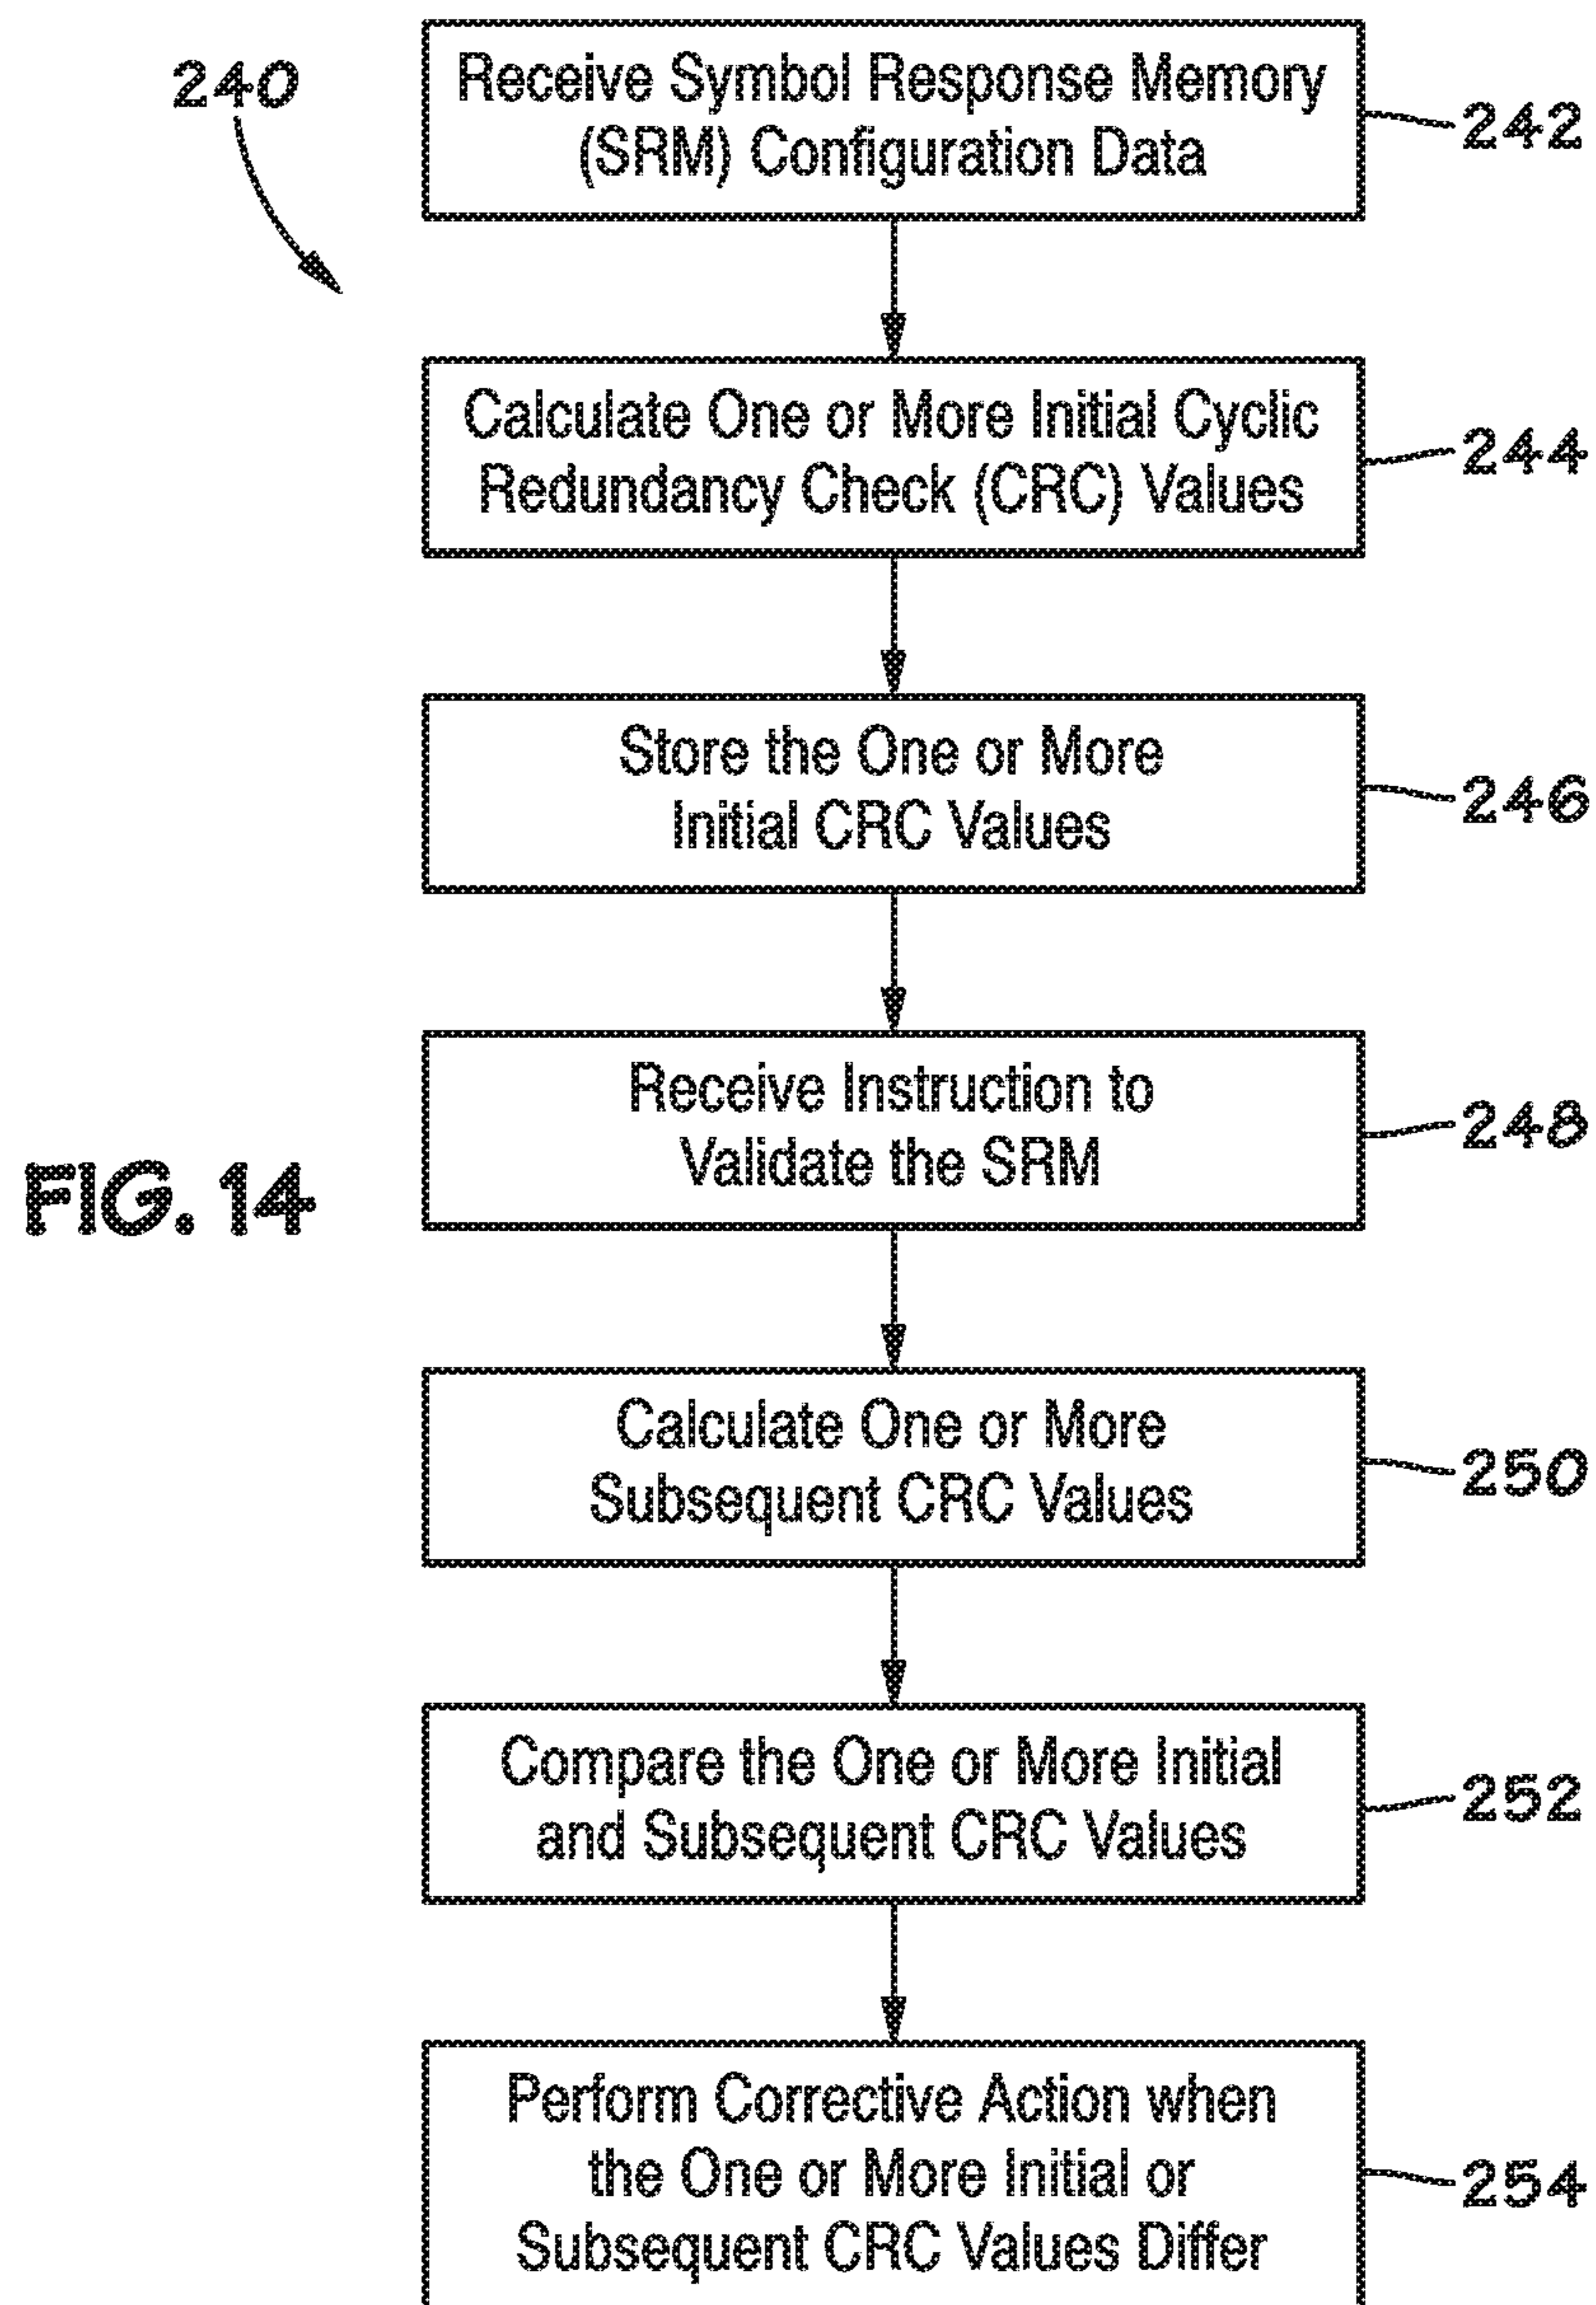 240
Receive Symbol Response Memory
(SRM) Configuration Data
242
Calculate One or More Initial Cyclic
Redundancy Check (CRC) Values
244
Store the One or More
Initial CRC Values
246
Receive Instruction to
Validate the SRM
248
FIG. 14
Calculate One or More
Subsequent CRC Values
250
Compare the One or More Initial
and Subsequent CRC Values
252
Perform Corrective Action when
the One or More Initial or
Subsequent CRC Values Differ
254